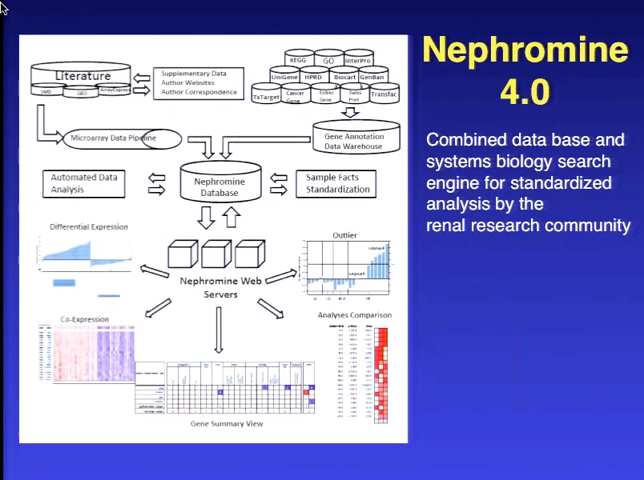 Nephromine
4.0
Combined data base and
systems biology search
engine for standardized
analysis by the
renal research community
Literature
SMD
GEO
ArrayExpress
Supplementary Data
Author Websites
Author Correspondence
KEGG
GO
InterPro
UniGene
HPRD
Biocart
GenBan
TxTarget
Cancer
Gene
Entrez
Gene
Swiss
Prot
Transfac
Microarray Data Pipeline
Gene Annotation
Data Warehouse
Automated Data
Analysis
Nephromine
Database
Sample Facts
Standardization
Differential Expression
Outlier
Nephromine Web
Servers
Co-Expression
Analyses Comparison
Gene Summary View